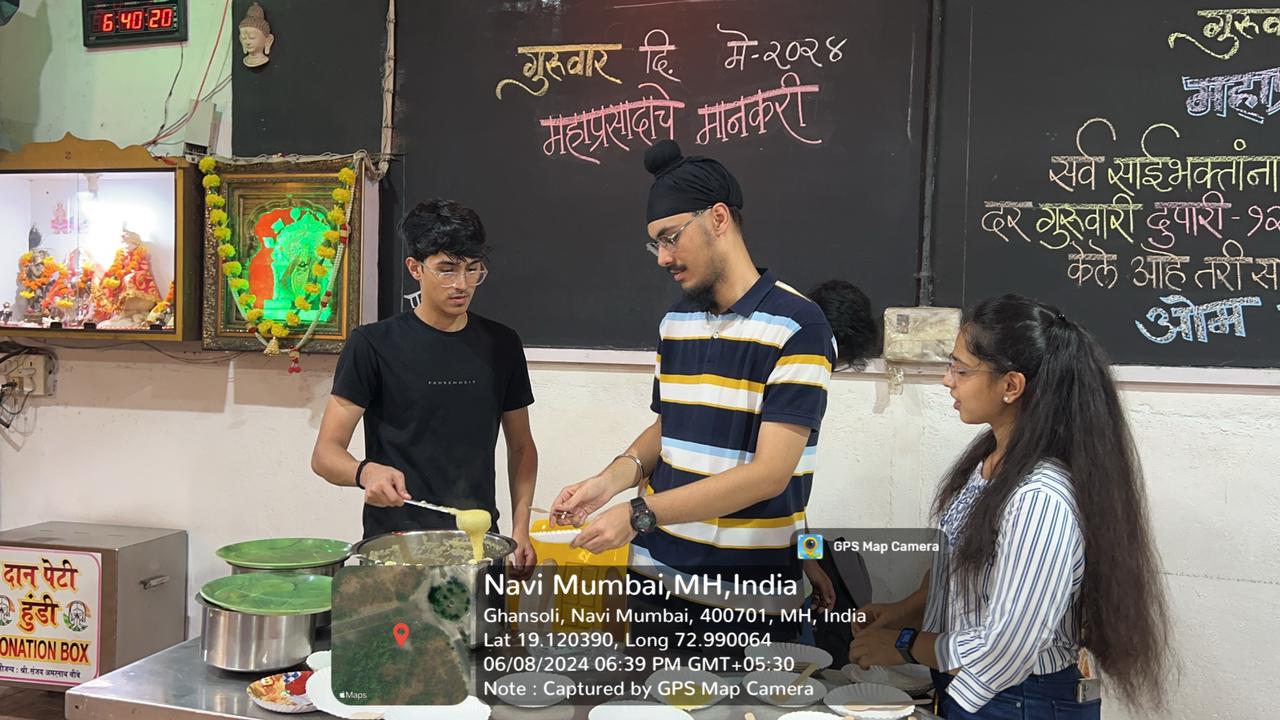 6:40 20
गुरुवार दि. मे-२०२४
महाप्रसादाचे मानकरी
सर्व साईभक्तांना
दर गुरुवारी दुपारी-१२
केले आहे तरी स
ओम
FAHRENHEIT
दान पेटी
हुंडी
ONATION BOX
GPS Map Camera
Navi Mumbai,MH,India
Ghansoli, Navi Mumbai, 400701, MH, India
Lat 19.120390, Long 72.990064
06/08/2024 06:39 PM GMT+05:30
Note : Captured by GPS Map Camera
Maps